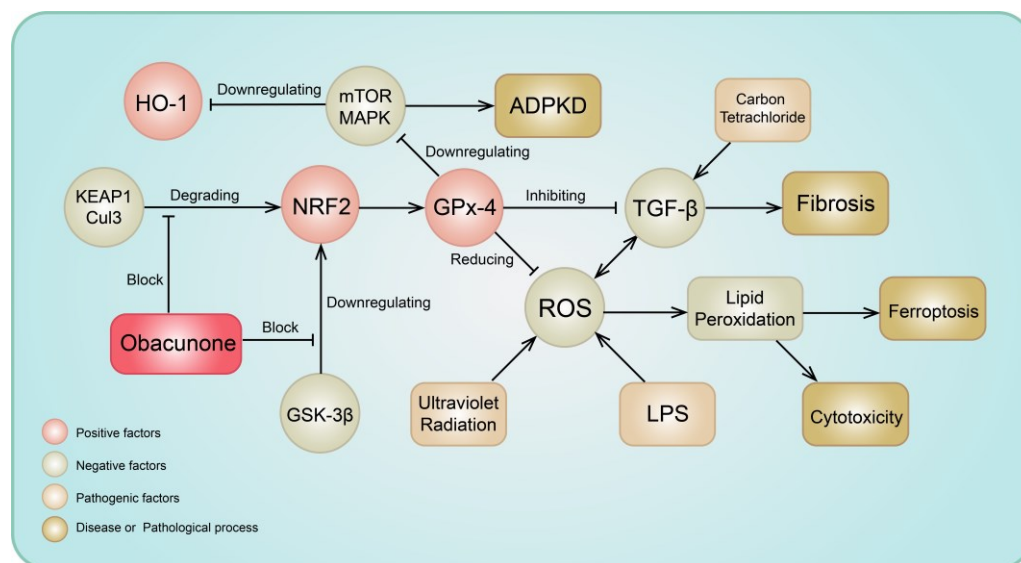 HO-1
Downregulating
mTOR
MAPK
ADPKD
Carbon
Tetrachloride
Downregulating
KEAP1
Cul3
Degrading
NRF2
GPx-4
Inhibiting
TGF-β
Fibrosis
Reducing
Block
Downregulating
ROS
Lipid
Peroxidation
Ferroptosis
Obacunone
Block
GSK-3β
Ultraviolet
Radiation
LPS
Cytotoxicity
Positive factors
Negative factors
Pathogenic factors
Disease or Pathological process